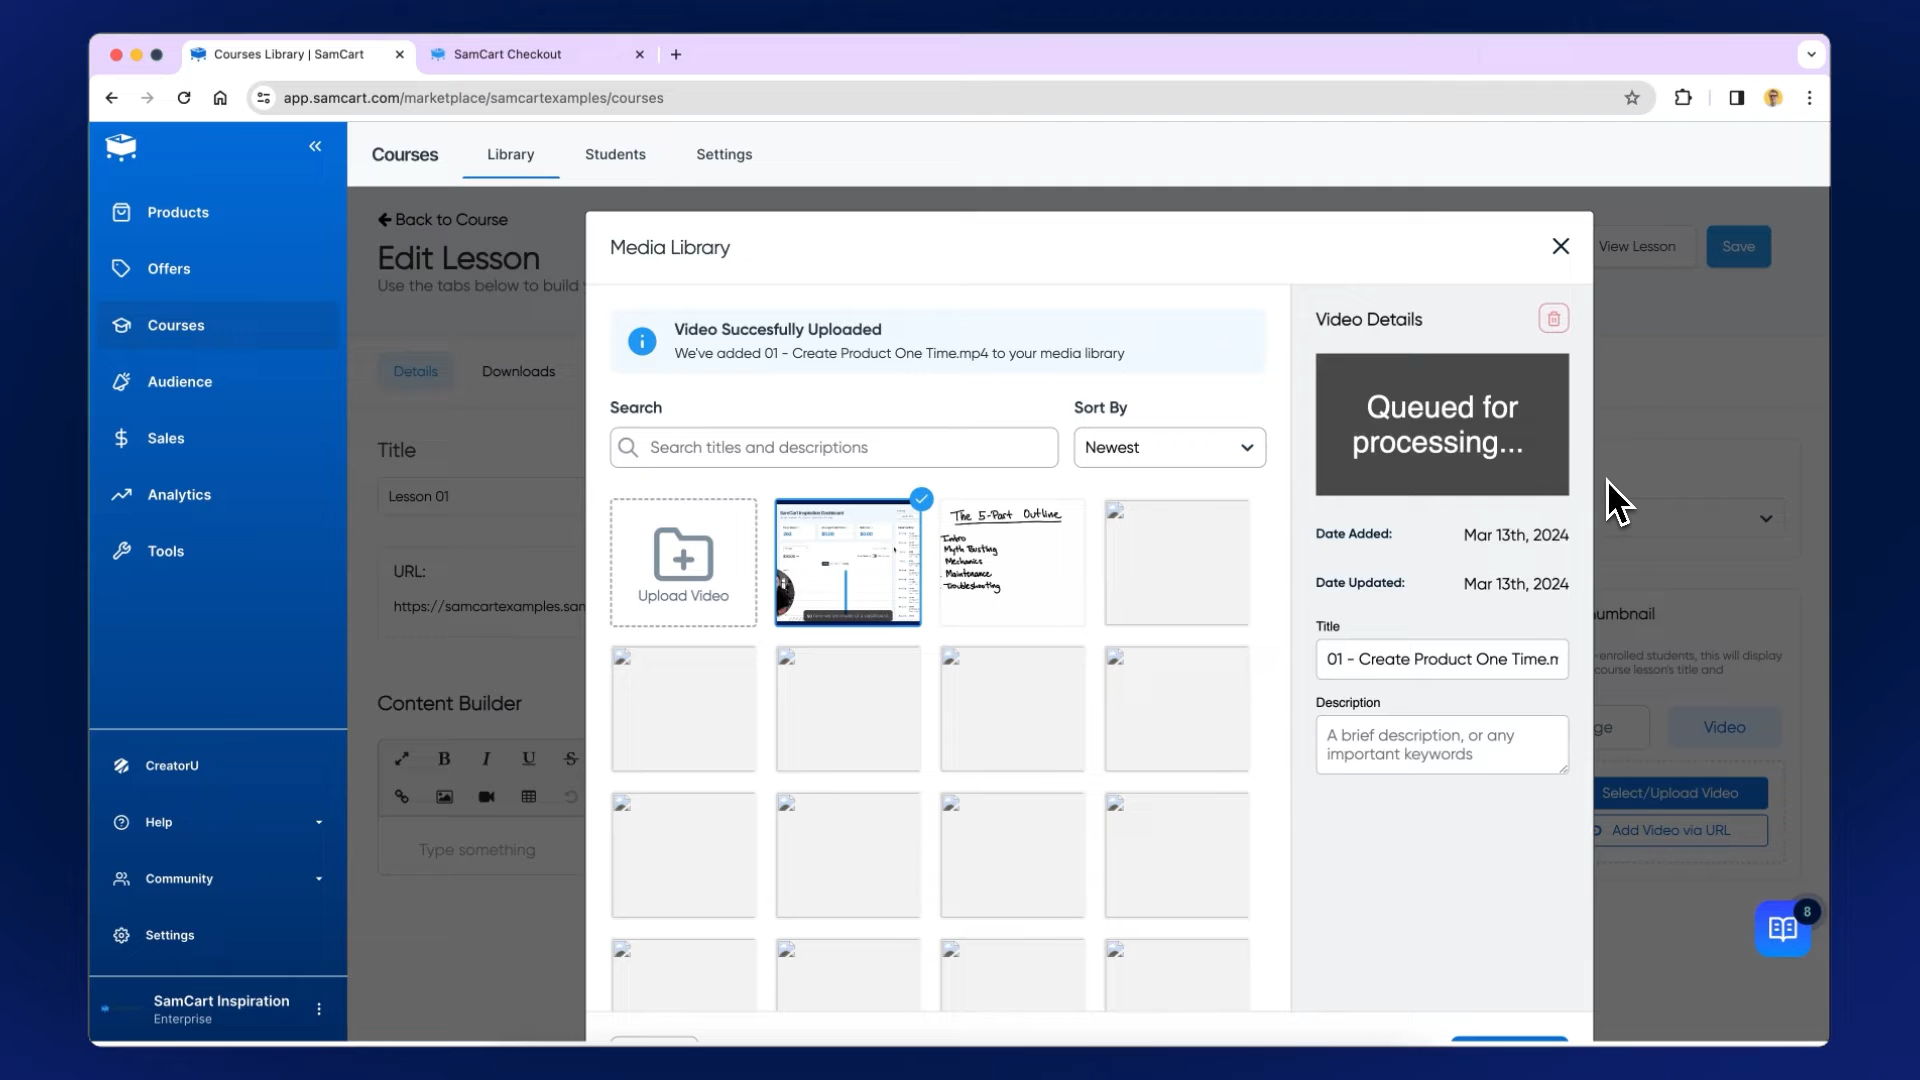 Courses Library | SamCart
SamCart Checkout
app.samcart.com/marketplace/samcartexamples/courses
Products
Offers
Courses
Audience
Sales
Analytics
Tools
CreatorU
Help
Community
Settings
SamCart Inspiration
Enterprise
Courses
Library
Students
Settings
Back to Course
Edit Lesson
Use the tabs below to build
View Lesson
Save
Details
Downloads
Title
Lesson 01
URL:
https://samcartexamples.san
Content Builder
B I U S
Type something
Media Library
Video Succesfully Uploaded
We've added 01 - Create Product One Time.mp4 to your media library
Search
Sort By
Search titles and descriptions
Newest
Upload Video
SamCart Inspiration Dashboard
The 5-Part Outline
Intro
Myth Busting
Mechanics
Maintenance
Troubleshooting
Video Details
Queued for
processing...
Date Added:
Mar 13th, 2024
Date Updated:
Mar 13th, 2024
Title
01 - Create Product One Time.m
Description
A brief description, or any
important keywords
umbnail
-enrolled students, this will display
course lesson's title and
ge
Video
Select/Upload Video
Add Video via URL
8